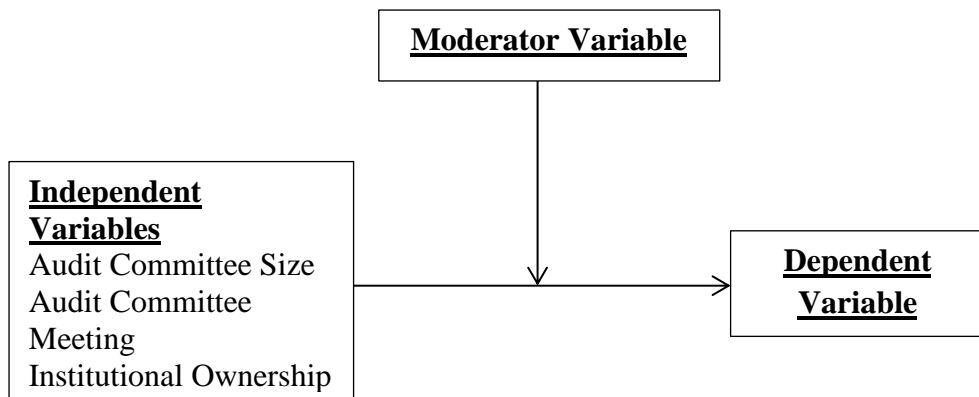 Moderator Variable
Independent
Variables
Audit Committee Size
Audit Committee
Meeting
Institutional Ownership
Dependent
Variable